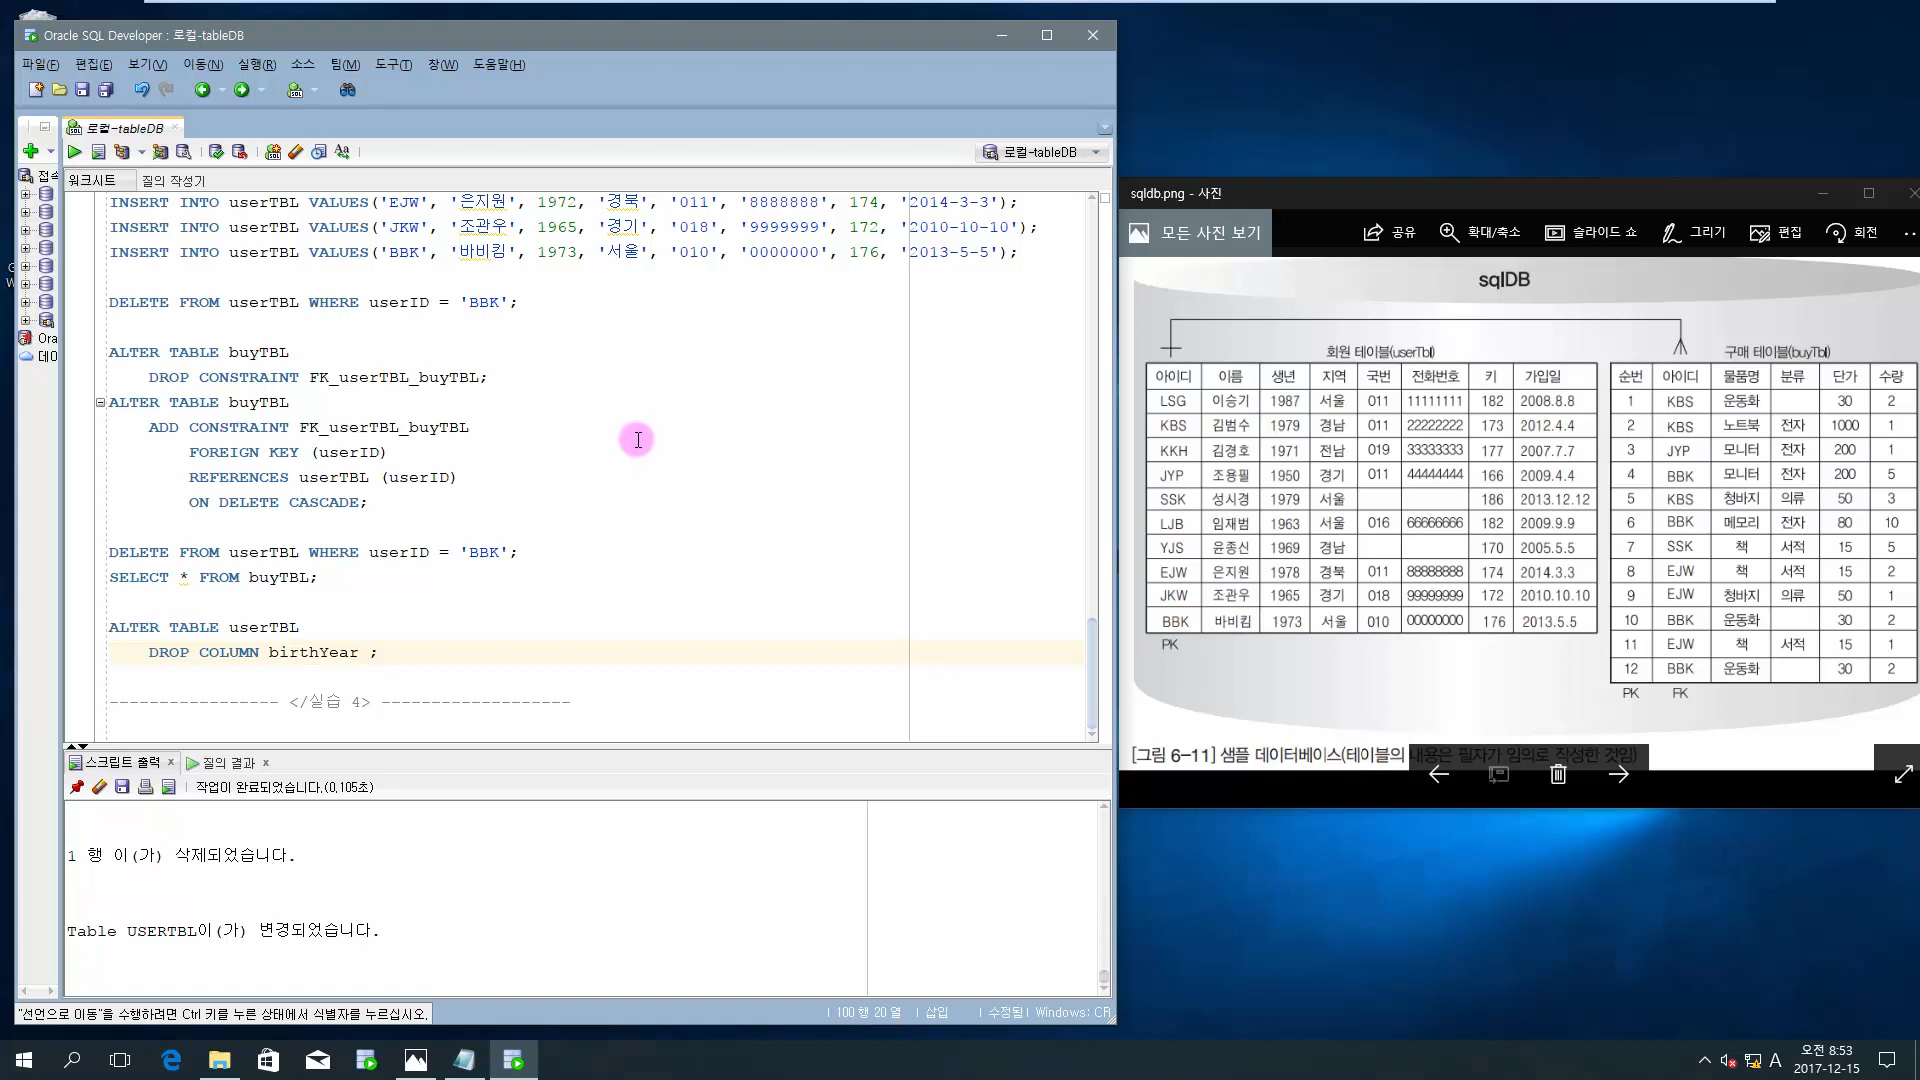 Oracle SQL Developer : 로컬-tableDB
파일(F) 편집(E) 보기(V) 이동(N) 실행(R) 소스 팀(M) 도구(T) 창(W) 도움말(H)
로컬-tableDB
로컬-tableDB
워크시트 질의 작성기
접속
Ora
데이
INSERT INTO userTBL VALUES('EJW', '은지원', 1972, '경북', '011', '8888888', 174, '2014-3-3');
INSERT INTO userTBL VALUES('JKW', '조관우', 1965, '경기', '018', '9999999', 172, '2010-10-10');
INSERT INTO userTBL VALUES('BBK', '바비킴', 1973, '서울', '010', '0000000', 176, '2013-5-5');
DELETE FROM userTBL WHERE userID = 'BBK';
ALTER TABLE buyTBL
DROP CONSTRAINT FK_userTBL_buyTBL;
ALTER TABLE buyTBL
ADD CONSTRAINT FK_userTBL_buyTBL
FOREIGN KEY (userID)
REFERENCES userTBL (userID)
ON DELETE CASCADE;
DELETE FROM userTBL WHERE userID = 'BBK';
SELECT * FROM buyTBL;
ALTER TABLE userTBL
DROP COLUMN birthYear ;
----------------- </실습 4> -------------------
스크립트 출력 x 질의 결과 x
작업이 완료되었습니다.(0,105초)
1 행 이(가) 삭제되었습니다.
Table USERTBL이(가) 변경되었습니다.
"선언으로 이동"을 수행하려면 Ctrl 키를 누른 상태에서 식별자를 누르십시오.
100 행 20 열 삽입 수정됨 Windows: CR
sqldb.png - 사진
모든 사진 보기 공유 확대/축소 슬라이드 쇼 그리기 편집 회전
sqlDB
회원 테이블(userTbl)
아이디 이름 생년 지역 국번 전화번호 키 가입일
LSG 이승기 1987 서울 011 11111111 182 2008.8.8
KBS 김범수 1979 경남 011 22222222 173 2012.4.4
KKH 김경호 1971 전남 019 33333333 177 2007.7.7
JYP 조용필 1950 경기 011 44444444 166 2009.4.4
SSK 성시경 1979 서울 186 2013.12.12
LJB 임재범 1963 서울 016 66666666 182 2009.9.9
YJS 윤종신 1969 경남 170 2005.5.5
EJW 은지원 1978 경북 011 88888888 174 2014.3.3
JKW 조관우 1965 경기 018 99999999 172 2010.10.10
BBK 바비킴 1973 서울 010 00000000 176 2013.5.5
PK
구매 테이블(buyTbl)
순번 아이디 물품명 분류 단가 수량
1 KBS 운동화 30 2
2 KBS 노트북 전자 1000 1
3 JYP 모니터 전자 200 1
4 BBK 모니터 전자 200 5
5 KBS 청바지 의류 50 3
6 BBK 메모리 전자 80 10
7 SSK 책 서적 15 5
8 EJW 책 서적 15 2
9 EJW 청바지 의류 50 1
10 BBK 운동화 30 2
11 EJW 책 서적 15 1
12 BBK 운동화 30 2
PK FK
[그림 6-11] 샘플 데이터베이스(테이블의 내용은 필자가 임의로 작성한 것임)
A
오전 8:53
2017-12-15